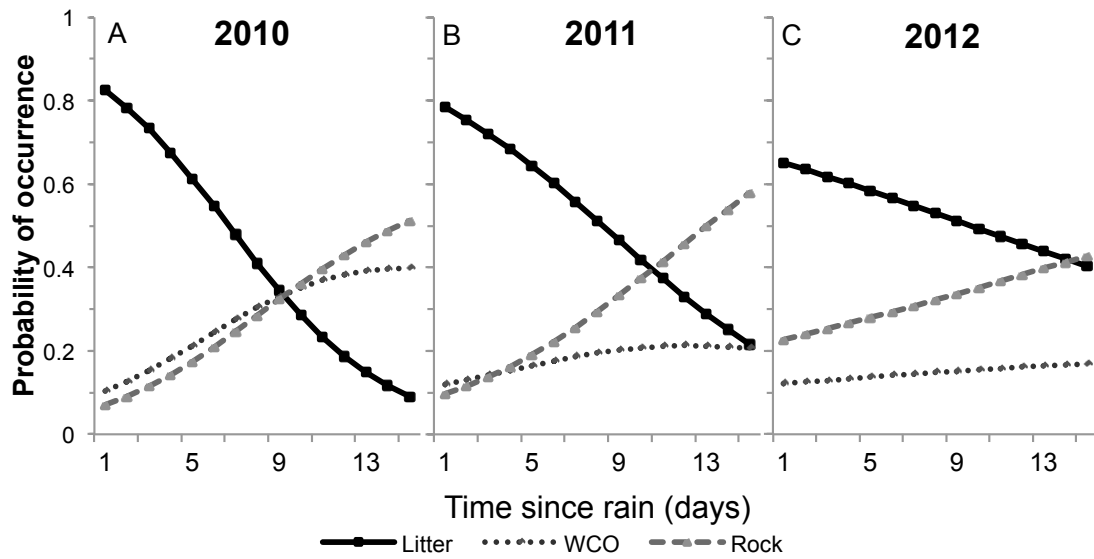 A 2010 B 2011 C 2012
Probability of occurrence
1
0.8
0.6
0.4
0.2
0
1 5 9 13 1 5 9 13 1 5 9 13
Time since rain (days)
Litter WCO Rock